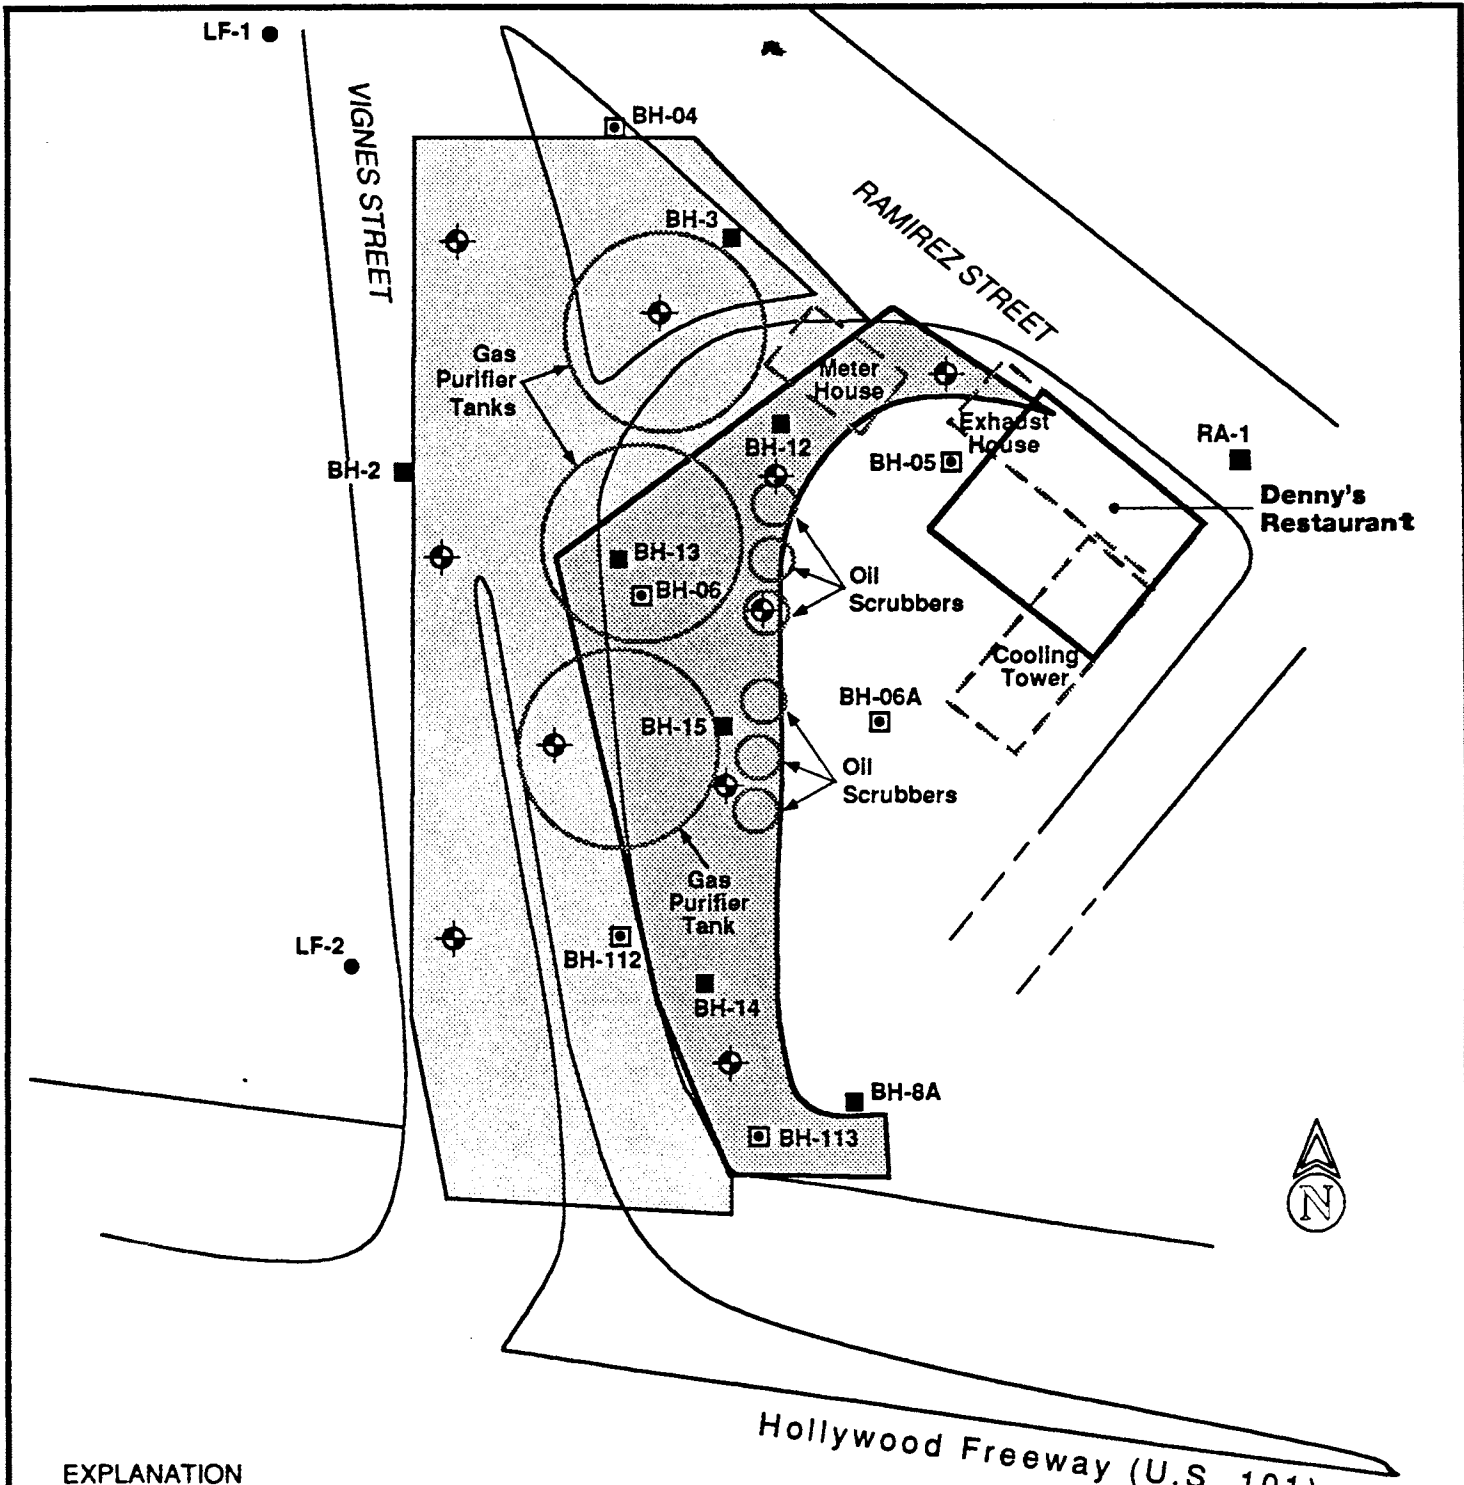 LF-1
VIGNES STREET
BH-04
BH-3
RAMIREZ STREET
Gas
Purifier
Tanks
Meter
House
BH-12
Exhaust
House
BH-05
RA-1
BH-2
Denny's
Restaurant
BH-13
BH-06
Oil
Scrubbers
Cooling
Tower
BH-06A
BH-15
Oil
Scrubbers
Gas
Purifier
Tank
LF-2
BH-112
BH-14
BH-8A
BH-113
N
Hollywood Freeway (U.S. 101)
EXPLANATION